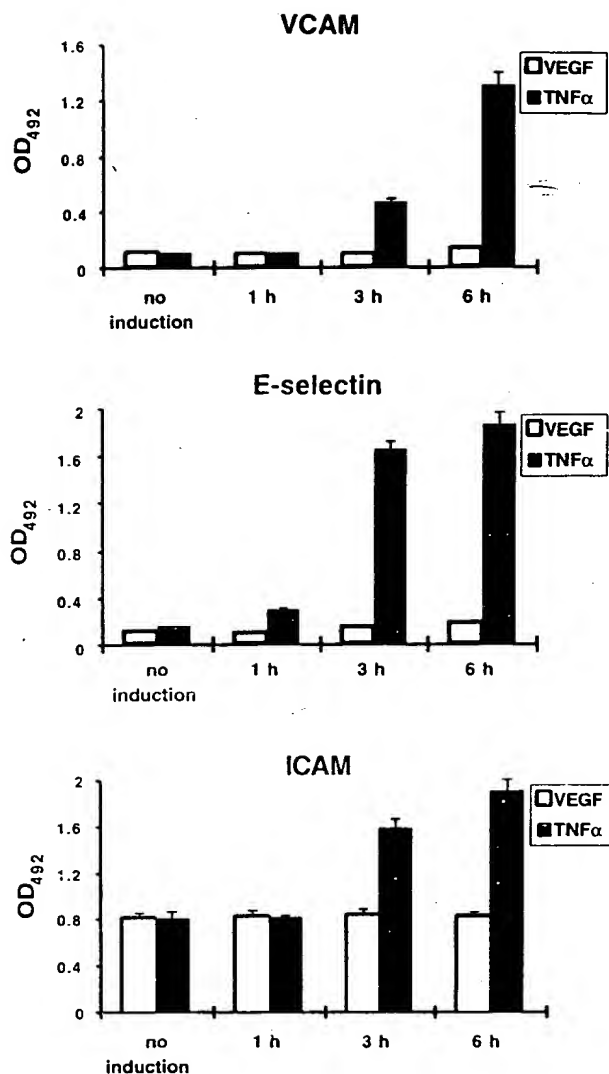 VCAM
1.6
1.2
0.8
0.4
0
OD492
VEGF
TNFα
no induction
1 h
3 h
6 h
E-selectin
2
1.6
1.2
0.8
0.4
0
OD492
VEGF
TNFα
no induction
1 h
3 h
6 h
ICAM
2
1.6
1.2
0.8
0.4
0
OD492
VEGF
TNFα
no induction
1 h
3 h
6 h